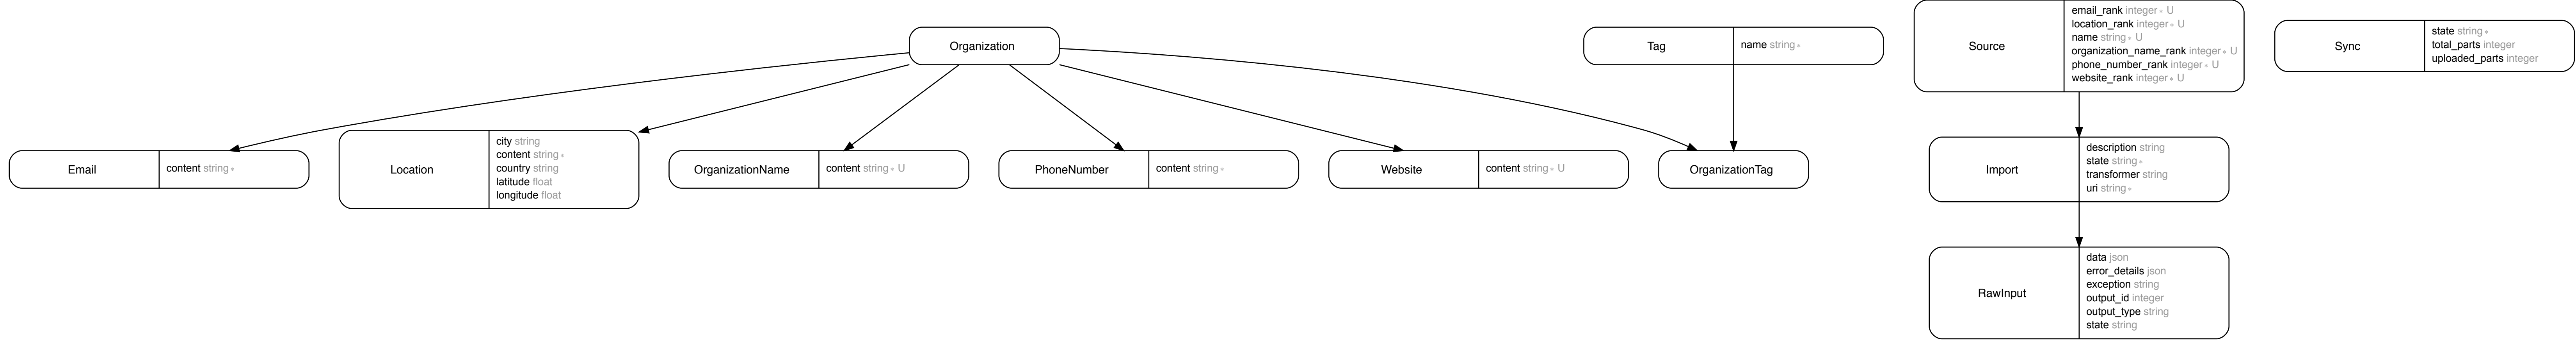 Organization
Tag
name string∗
Source
email_rank integer∗ U
location_rank integer∗ U
name string∗ U
organization_name_rank integer∗ U
phone_number_rank integer∗ U
website_rank integer∗ U
Sync
state string∗
total_parts integer
uploaded_parts integer
Email
content string∗
Location
city string
content string∗
country string
latitude float
longitude float
OrganizationName
content string∗ U
PhoneNumber
content string∗
Website
content string∗ U
OrganizationTag
Import
description string
state string∗
transformer string
uri string∗
RawInput
data json
error_details json
exception string
output_id integer
output_type string
state string